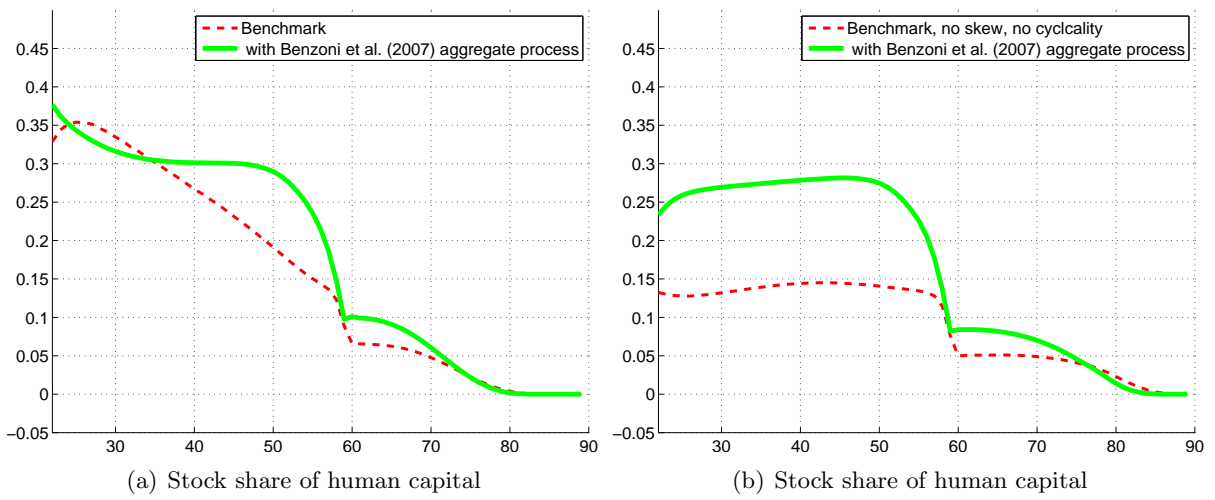 Benchmark
with Benzoni et al. (2007) aggregate process
0.45
0.4
0.35
0.3
0.25
0.2
0.15
0.1
0.05
0
−0.05
30 40 50 60 70 80 90
(a) Stock share of human capital
Benchmark, no skew, no cyclcality
with Benzoni et al. (2007) aggregate process
0.45
0.4
0.35
0.3
0.25
0.2
0.15
0.1
0.05
0
−0.05
30 40 50 60 70 80 90
(b) Stock share of human capital